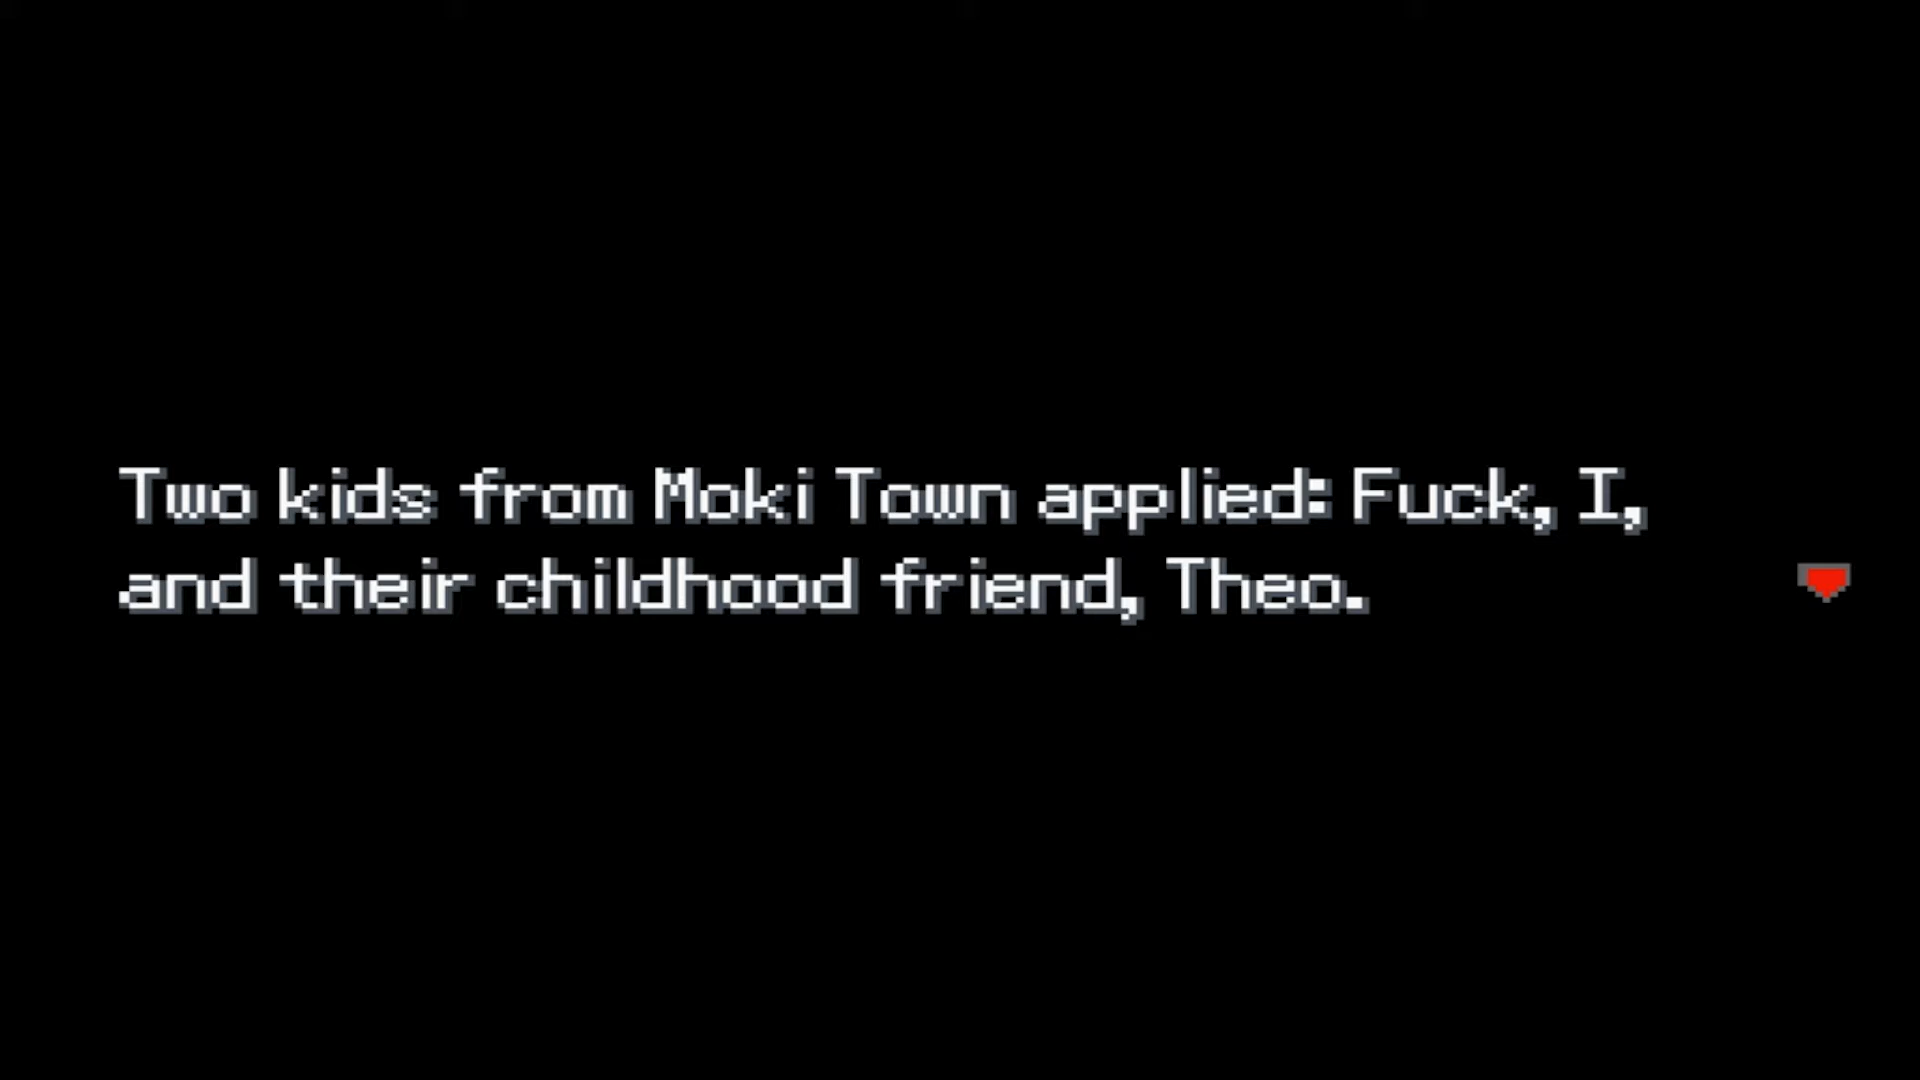 Two kids from Moki Town applied: Fuck, I,
and their childhood friend, Theo.